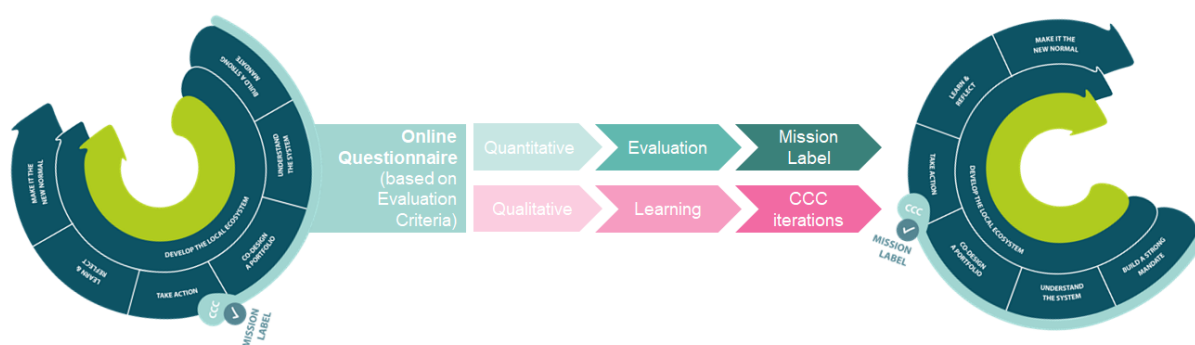 BUILD A STRONG
MANDATE
UNDERSTAND
THE SYSTEM
CO-DESIGN
A PORTFOLIO
TAKE ACTION
LEARN &
REFLECT
MAKE IT THE
NEW NORMAL
DEVELOP THE LOCAL ECOSYSTEM
CCC
MISSION
LABEL
Online
Questionnaire
(based on
Evaluation
Criteria)
Quantitative
Evaluation
Mission
Label
Qualitative
Learning
CCC
iterations
MAKE IT THE
NEW NORMAL
LEARN &
REFLECT
TAKE ACTION
DEVELOP THE LOCAL ECOSYSTEM
CCC
MISSION
LABEL
CO-DESIGN
A PORTFOLIO
UNDERSTAND
THE SYSTEM
BUILD A STRONG
MANDATE